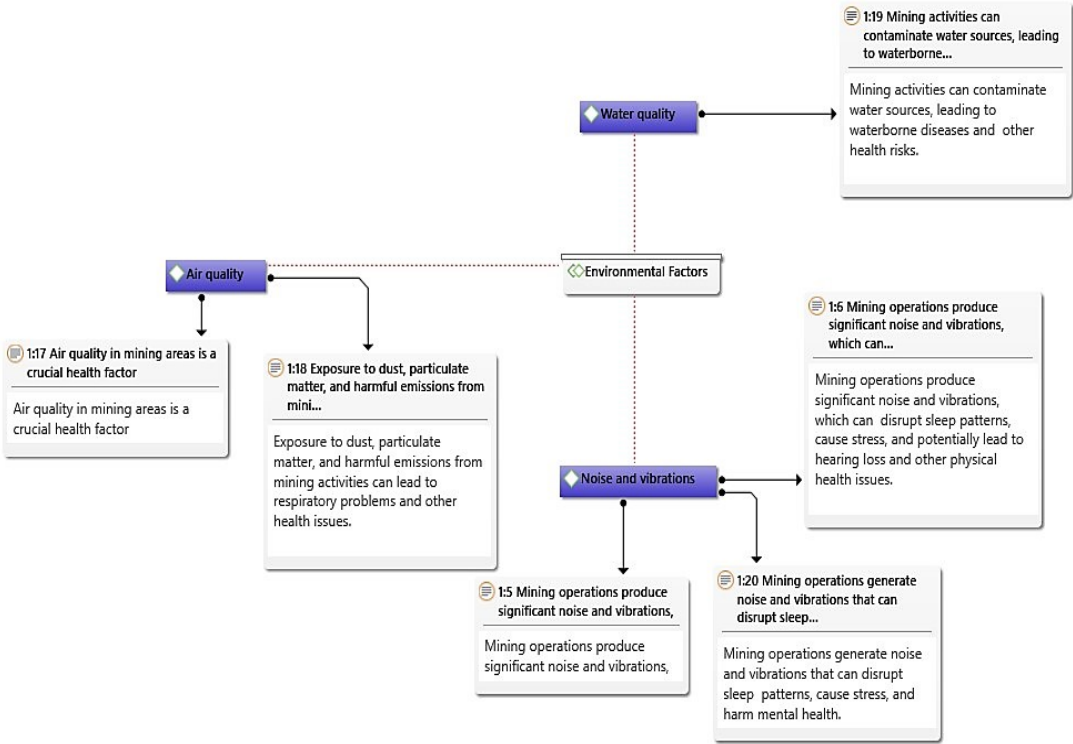 1:19 Mining activities can
contaminate water sources, leading
to waterborne...
Mining activities can contaminate
water sources, leading to
waterborne diseases and other
health risks.
Water quality
Air quality
Environmental Factors
1:17 Air quality in mining areas is a
crucial health factor
Air quality in mining areas is a
crucial health factor
1:18 Exposure to dust, particulate
matter, and harmful emissions from
mini...
Exposure to dust, particulate
matter, and harmful emissions from
mining activities can lead to
respiratory problems and other
health issues.
1:6 Mining operations produce
significant noise and vibrations,
which can...
Mining operations produce
significant noise and vibrations,
which can disrupt sleep patterns,
cause stress, and potentially lead to
hearing loss and other physical
health issues.
Noise and vibrations
1:5 Mining operations produce
significant noise and vibrations,
Mining operations produce
significant noise and vibrations,
1:20 Mining operations generate
noise and vibrations that can
disrupt sleep...
Mining operations generate noise
and vibrations that can disrupt
sleep patterns, cause stress, and
harm mental health.